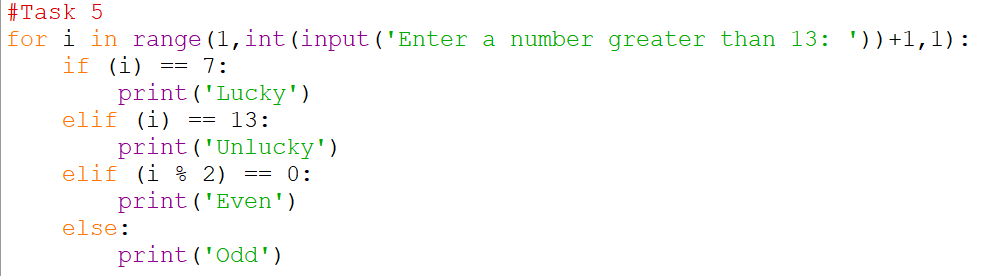 #Task 5
for i in range(1,int(input('Enter a number greater than 13: '))+1,1):
    if (i) == 7:
        print('Lucky')
    elif (i) == 13:
        print('Unlucky')
    elif (i % 2) == 0:
        print('Even')
    else:
        print('Odd')